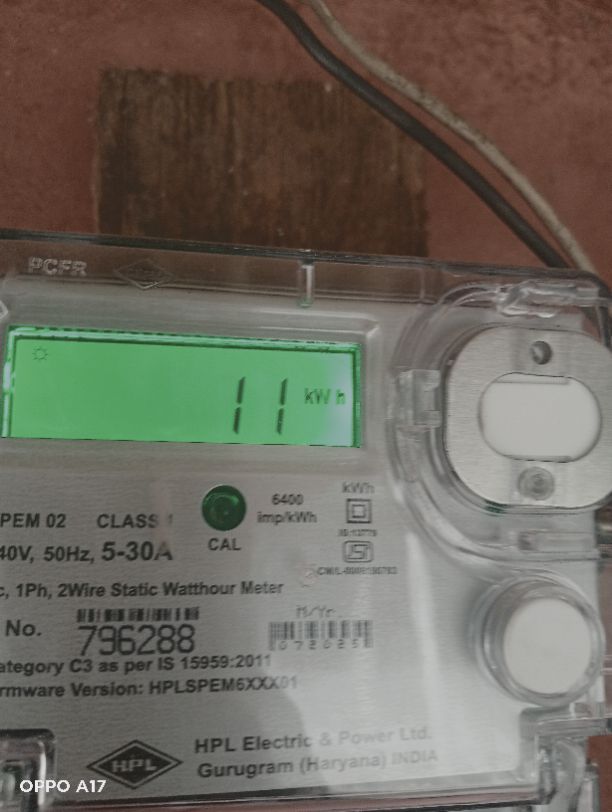 PCFR
HPL
11 kWh
kWh
6400
imp/kWh
PEM 02 CLASS 1
CAL
40V, 50Hz, 5-30A
c, 1Ph, 2Wire Static Watthour Meter
M/Yr.
No.
796288
ategory C3 as per IS 15959:2011
rmware Version: HPLSPEM6XXX01
HPL Electric & Power Ltd.
Gurugram (Haryana) INDIA
HPL
OPPO A17